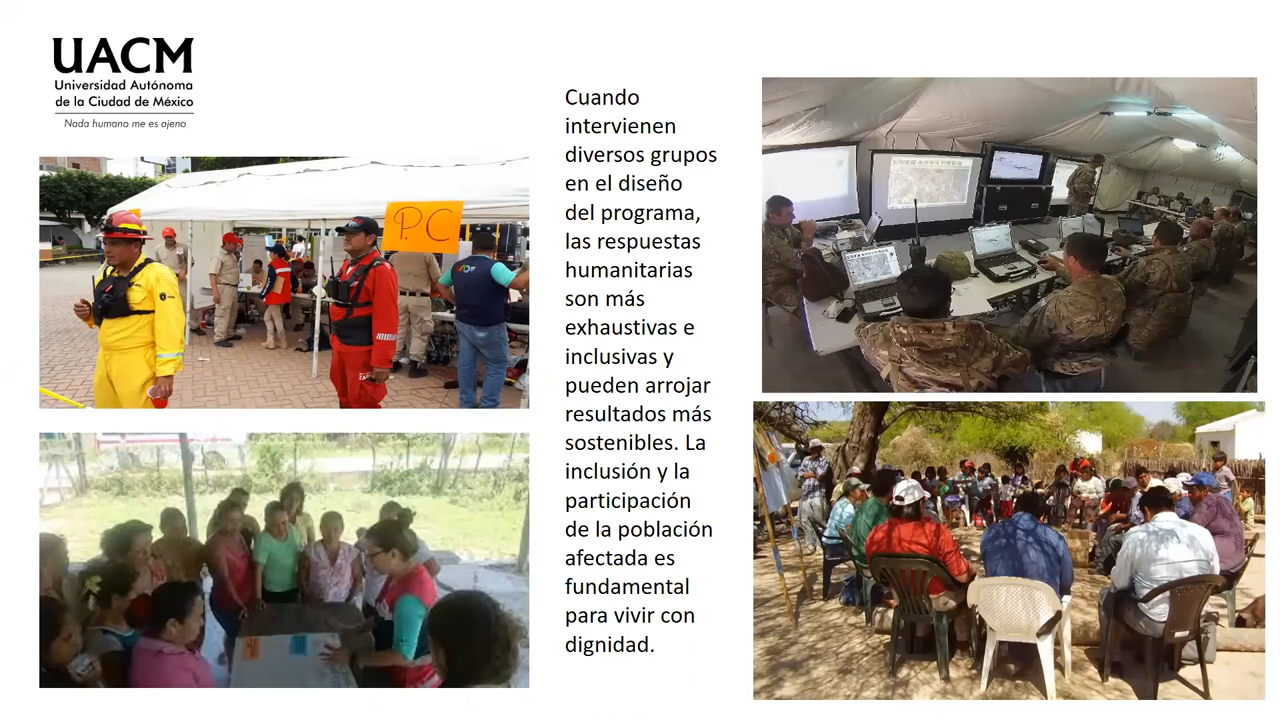 UACM
Universidad Autónoma
de la Ciudad de México
Nada humano me es ajeno
P.C
Cuando
intervienen
diversos grupos
en el diseño
del programa,
las respuestas
humanitarias
son más
exhaustivas e
inclusivas y
pueden arrojar
resultados más
sostenibles. La
inclusión y la
participación
de la población
afectada es
fundamental
para vivir con
dignidad.